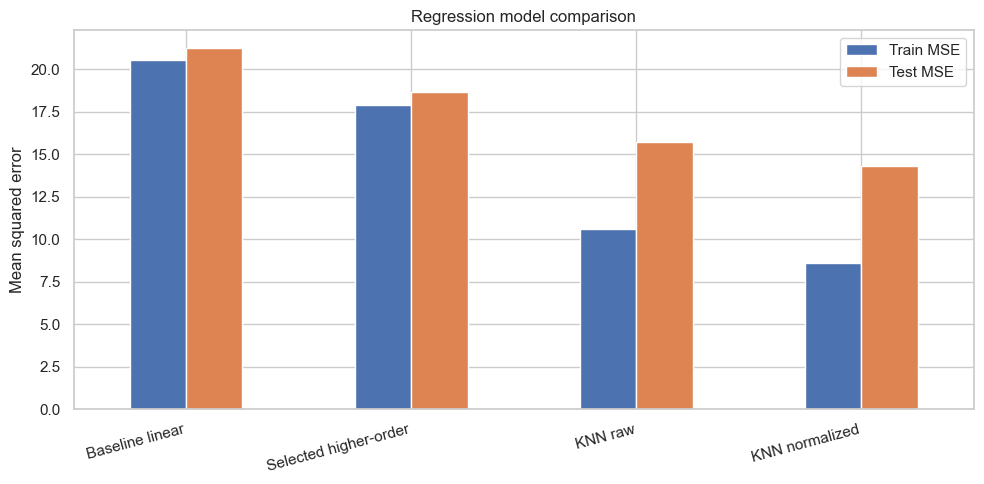 Regression model comparison
Train MSE
Test MSE
Mean squared error
20.0
17.5
15.0
12.5
10.0
7.5
5.0
2.5
0.0
Baseline linear
Selected higher-order
KNN raw
KNN normalized